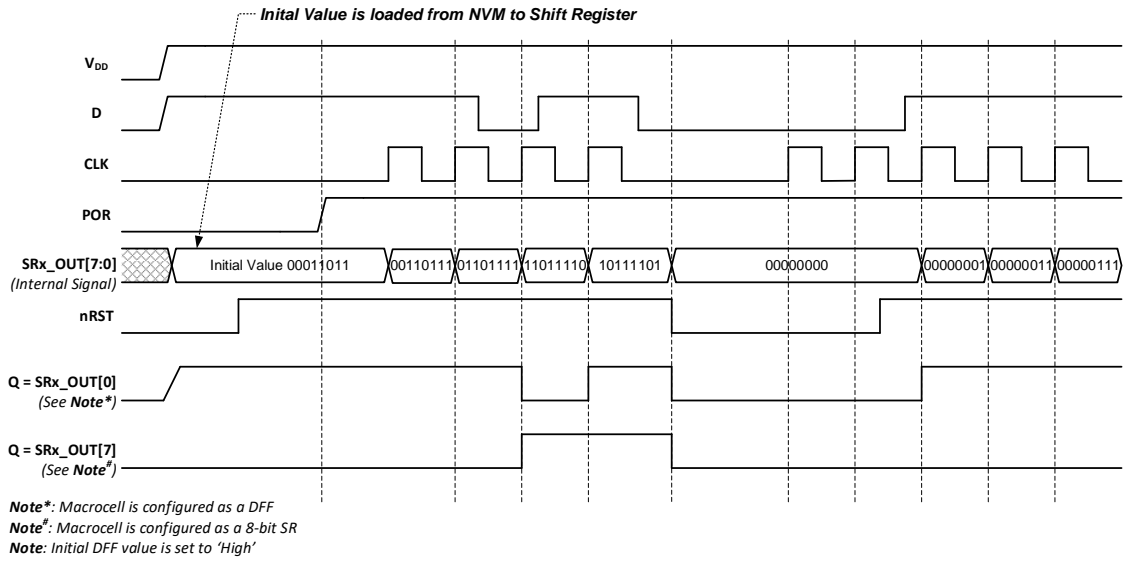 Inital Value is loaded from NVM to Shift Register
VDD
D
CLK
POR
SRx_OUT[7:0]
(Internal Signal)
Initial Value 00011011
00110111
01101111
11011110
10111101
00000000
00000001
00000011
00000111
nRST
Q = SRx_OUT[0]
(See Note*)
Q = SRx_OUT[7]
(See Note#)
Note*: Macrocell is configured as a DFF
Note#: Macrocell is configured as a 8-bit SR
Note: Initial DFF value is set to ‘High’